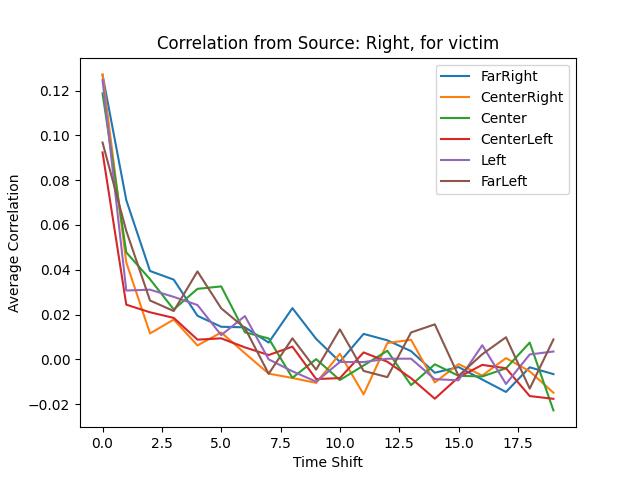 Correlation from Source: Right, for victim
FarRight
CenterRight
Center
CenterLeft
Left
FarLeft
Average Correlation
0.12
0.10
0.08
0.06
0.04
0.02
0.00
−0.02
0.0 2.5 5.0 7.5 10.0 12.5 15.0 17.5
Time Shift